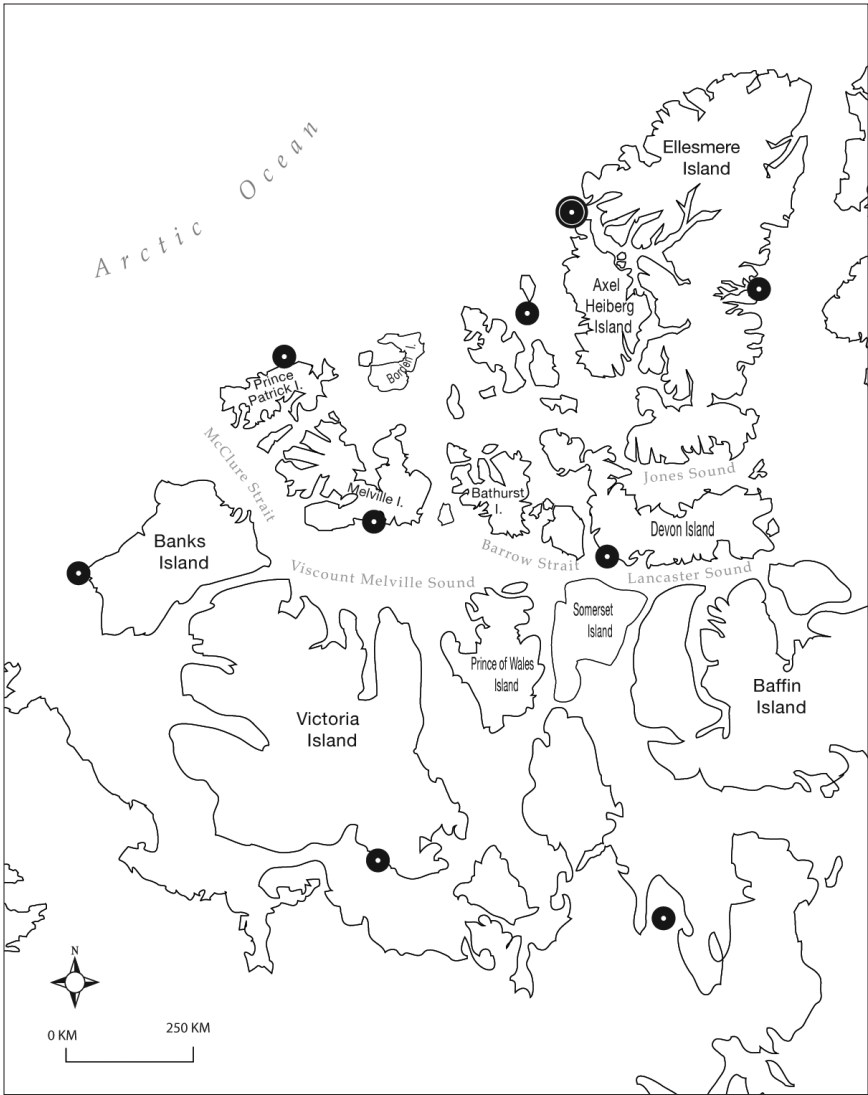 Arctic Ocean
Ellesmere
Island
Axel
Heiberg
Island
Borden I.
Prince
Patrick I.
McClure Strait
Melville I.
Bathurst
I.
Jones Sound
Devon Island
Banks
Island
Barrow Strait
Viscount Melville Sound
Lancaster Sound
Somerset
Island
Prince of Wales
Island
Baffin
Island
Victoria
Island
N
0 KM
250 KM